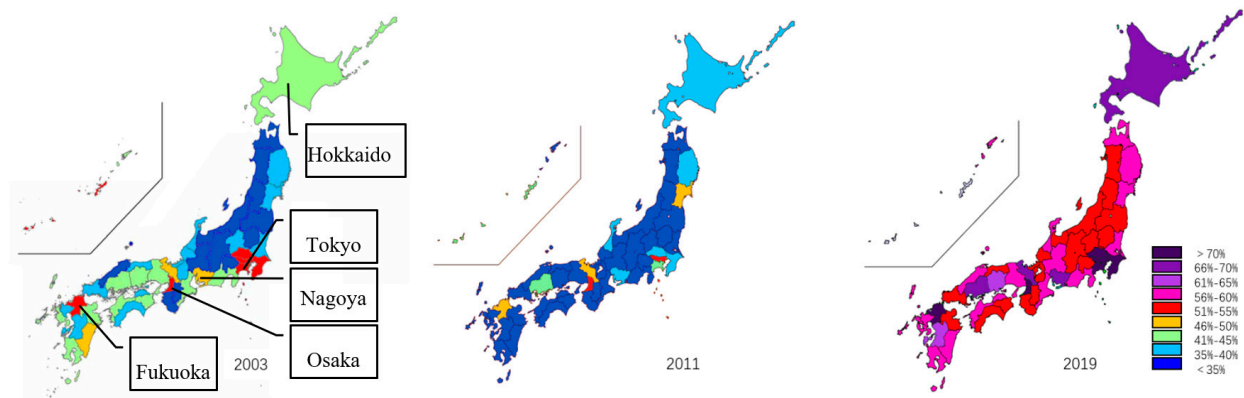 Hokkaido
Tokyo
Nagoya
Osaka
Fukuoka
2003
2011
2019
> 70%
66%-70%
61%-65%
56%-60%
51%-55%
46%-50%
41%-45%
35%-40%
< 35%